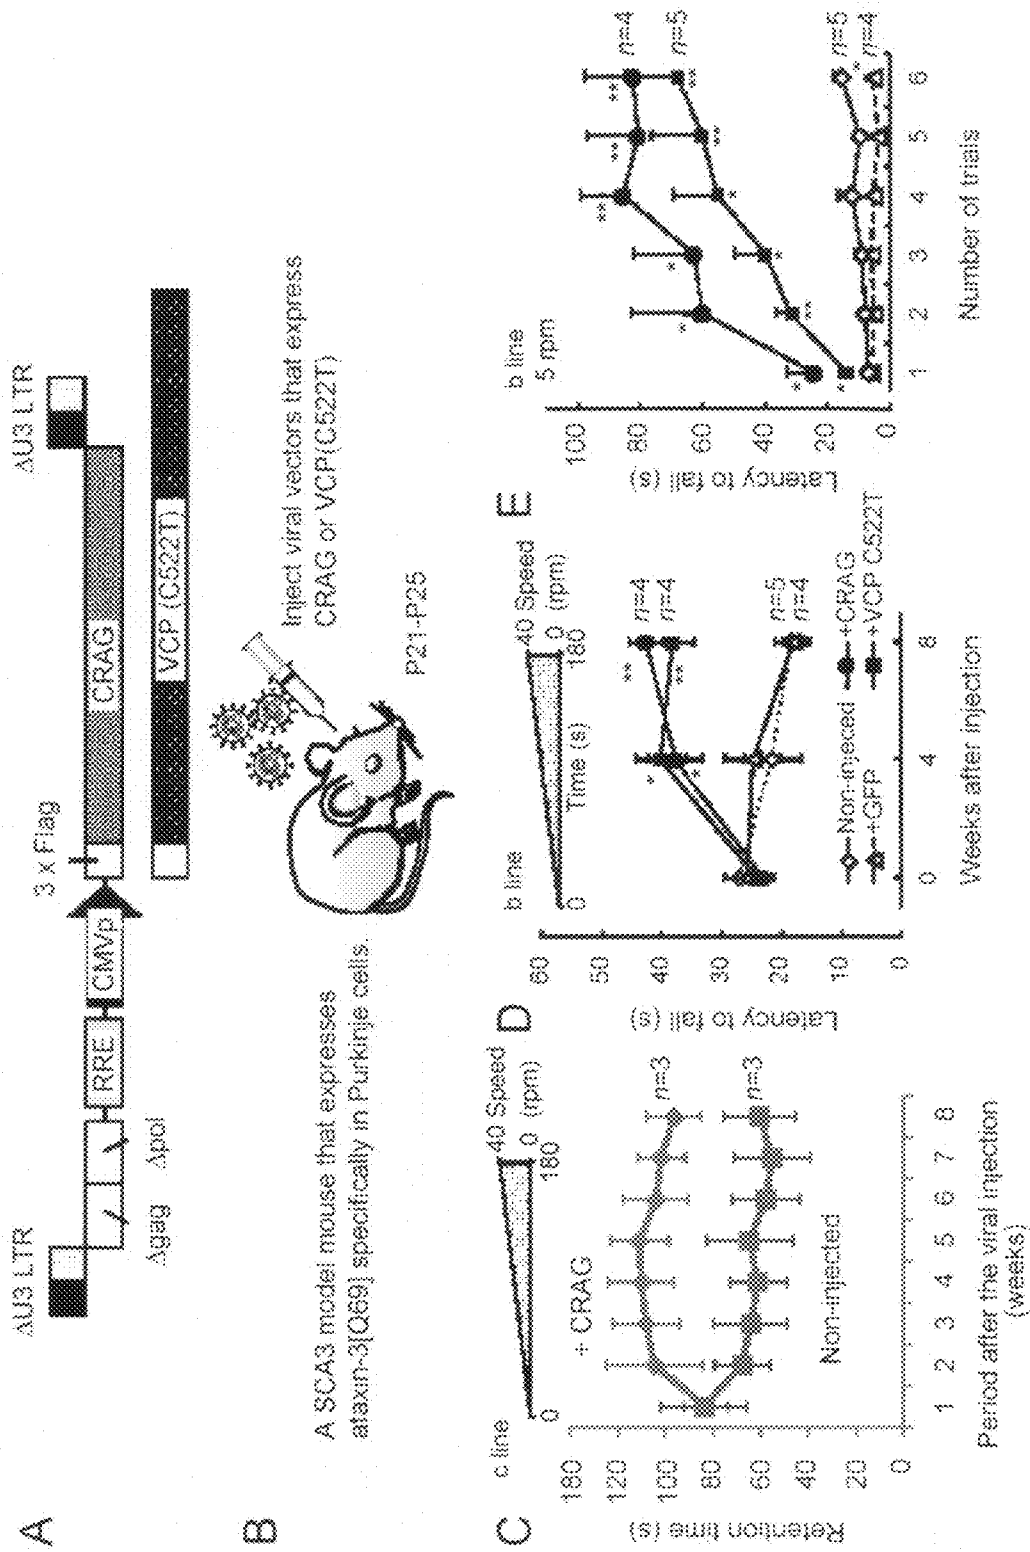 A
ΔU3 LTR
3 x Flag
ΔU3 LTR
RRE
CMVp
CRAG
Δgag
Δpol
VCP (C522T)
B
A SCA3 model mouse that expresses
ataxin-3[Q69] specifically in Purkinje cells.
Inject viral vectors that express
CRAG or VCP(C522T)
P21-P25
C
c line
40 Speed
0 (rpm)
0
180
+ CRAG
n=3
n=3
Non-injected
180
120
100
80
60
40
20
0
Retention time (s)
1 2 3 4 5 6 7 8
Period after the viral injection
(weeks)
D
b line
40 Speed
0 (rpm)
0
Time (s)
180
60
50
40
30
20
10
0
Latency to fall (s)
**
**
*
*
n=4
n=4
n=5
n=4
Non-injeced
+GFP
+CRAG
+VCP C522T
0 4 8
Weeks after injection
E
b line
5 rpm
100
80
60
40
20
0
Latency to fall (s)
* * * ** ** **
* ** * * ** **
*
n=4
n=5
n=5
n=4
1 2 3 4 5 6
Number of trials